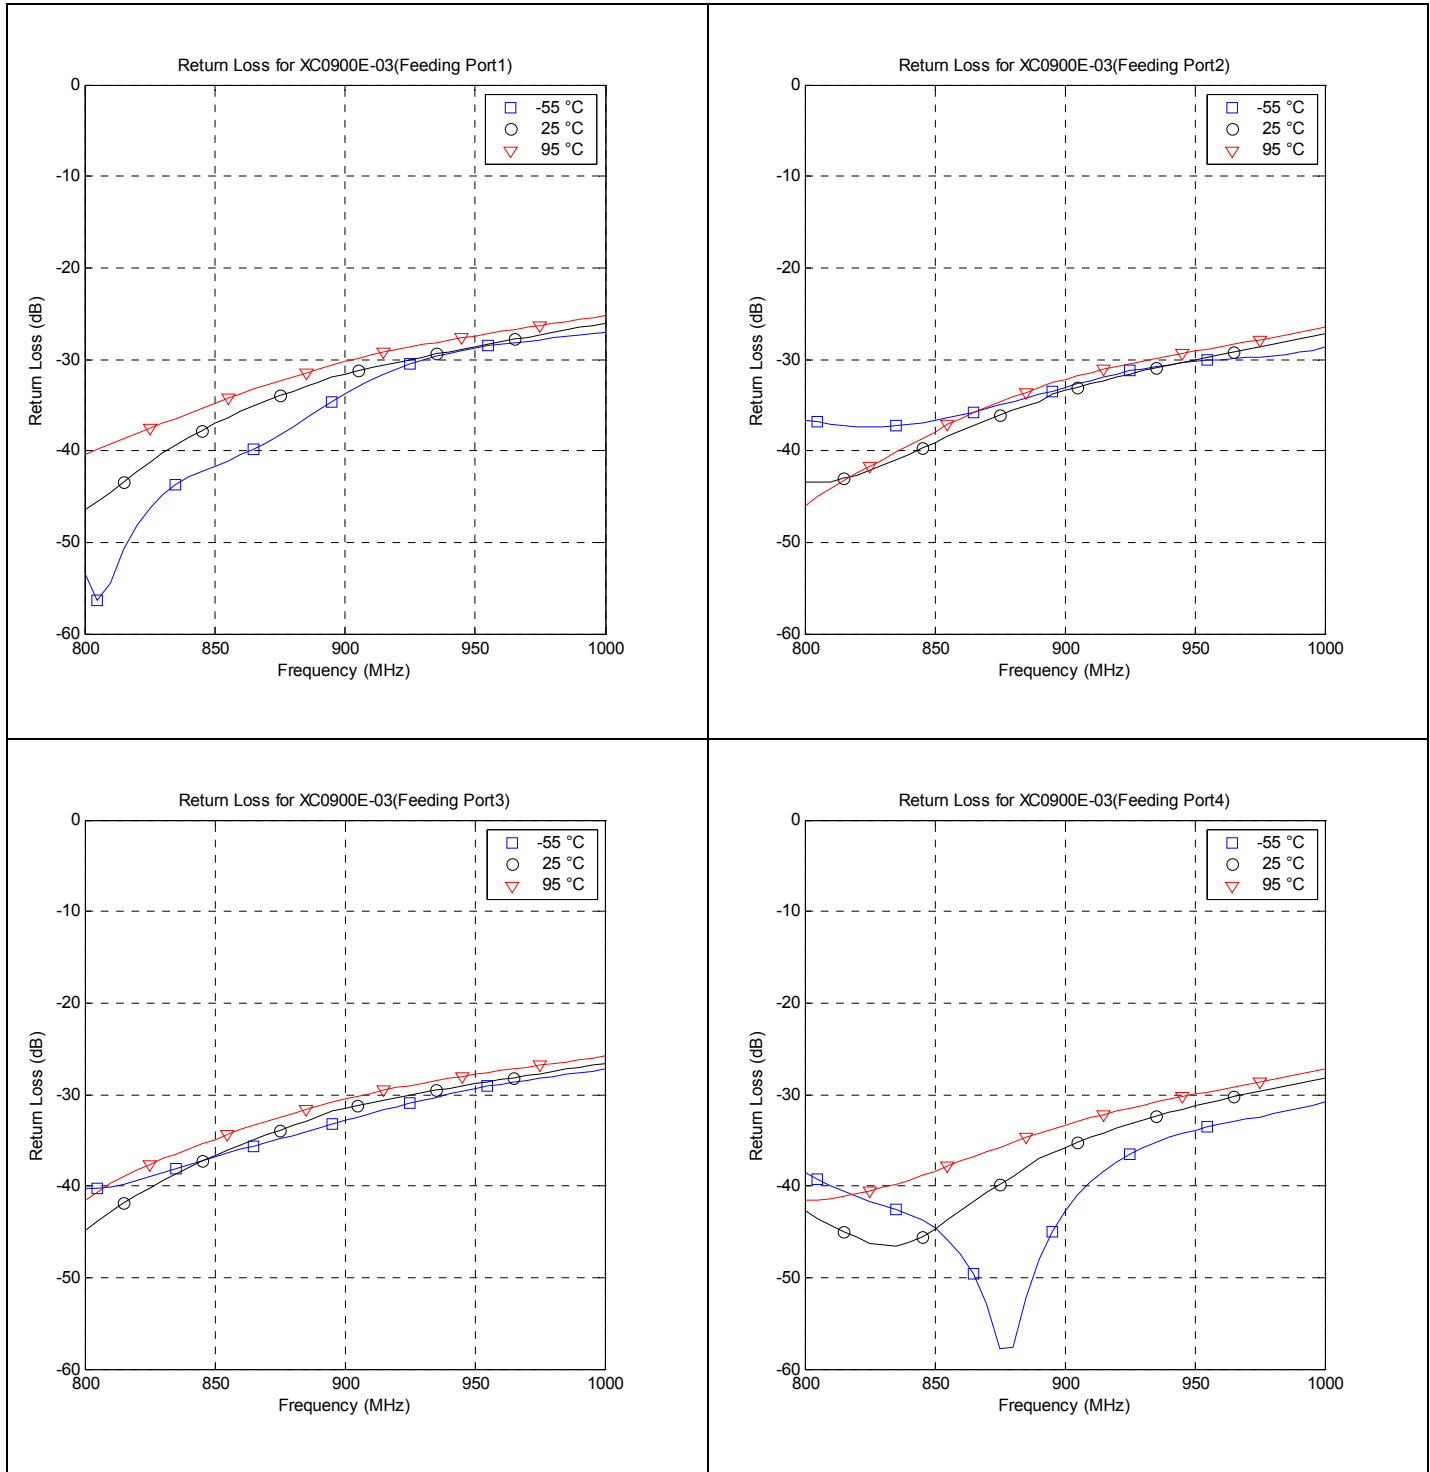 Return Loss for XC0900E-03(Feeding Port1)
0
-10
-20
-30
-40
-50
-60
Return Loss (dB)
-55 °C
25 °C
95 °C
800 850 900 950 1000
Frequency (MHz)
Return Loss for XC0900E-03(Feeding Port2)
0
-10
-20
-30
-40
-50
-60
Return Loss (dB)
-55 °C
25 °C
95 °C
800 850 900 950 1000
Frequency (MHz)
Return Loss for XC0900E-03(Feeding Port3)
0
-10
-20
-30
-40
-50
-60
Return Loss (dB)
-55 °C
25 °C
95 °C
800 850 900 950 1000
Frequency (MHz)
Return Loss for XC0900E-03(Feeding Port4)
0
-10
-20
-30
-40
-50
-60
Return Loss (dB)
-55 °C
25 °C
95 °C
800 850 900 950 1000
Frequency (MHz)